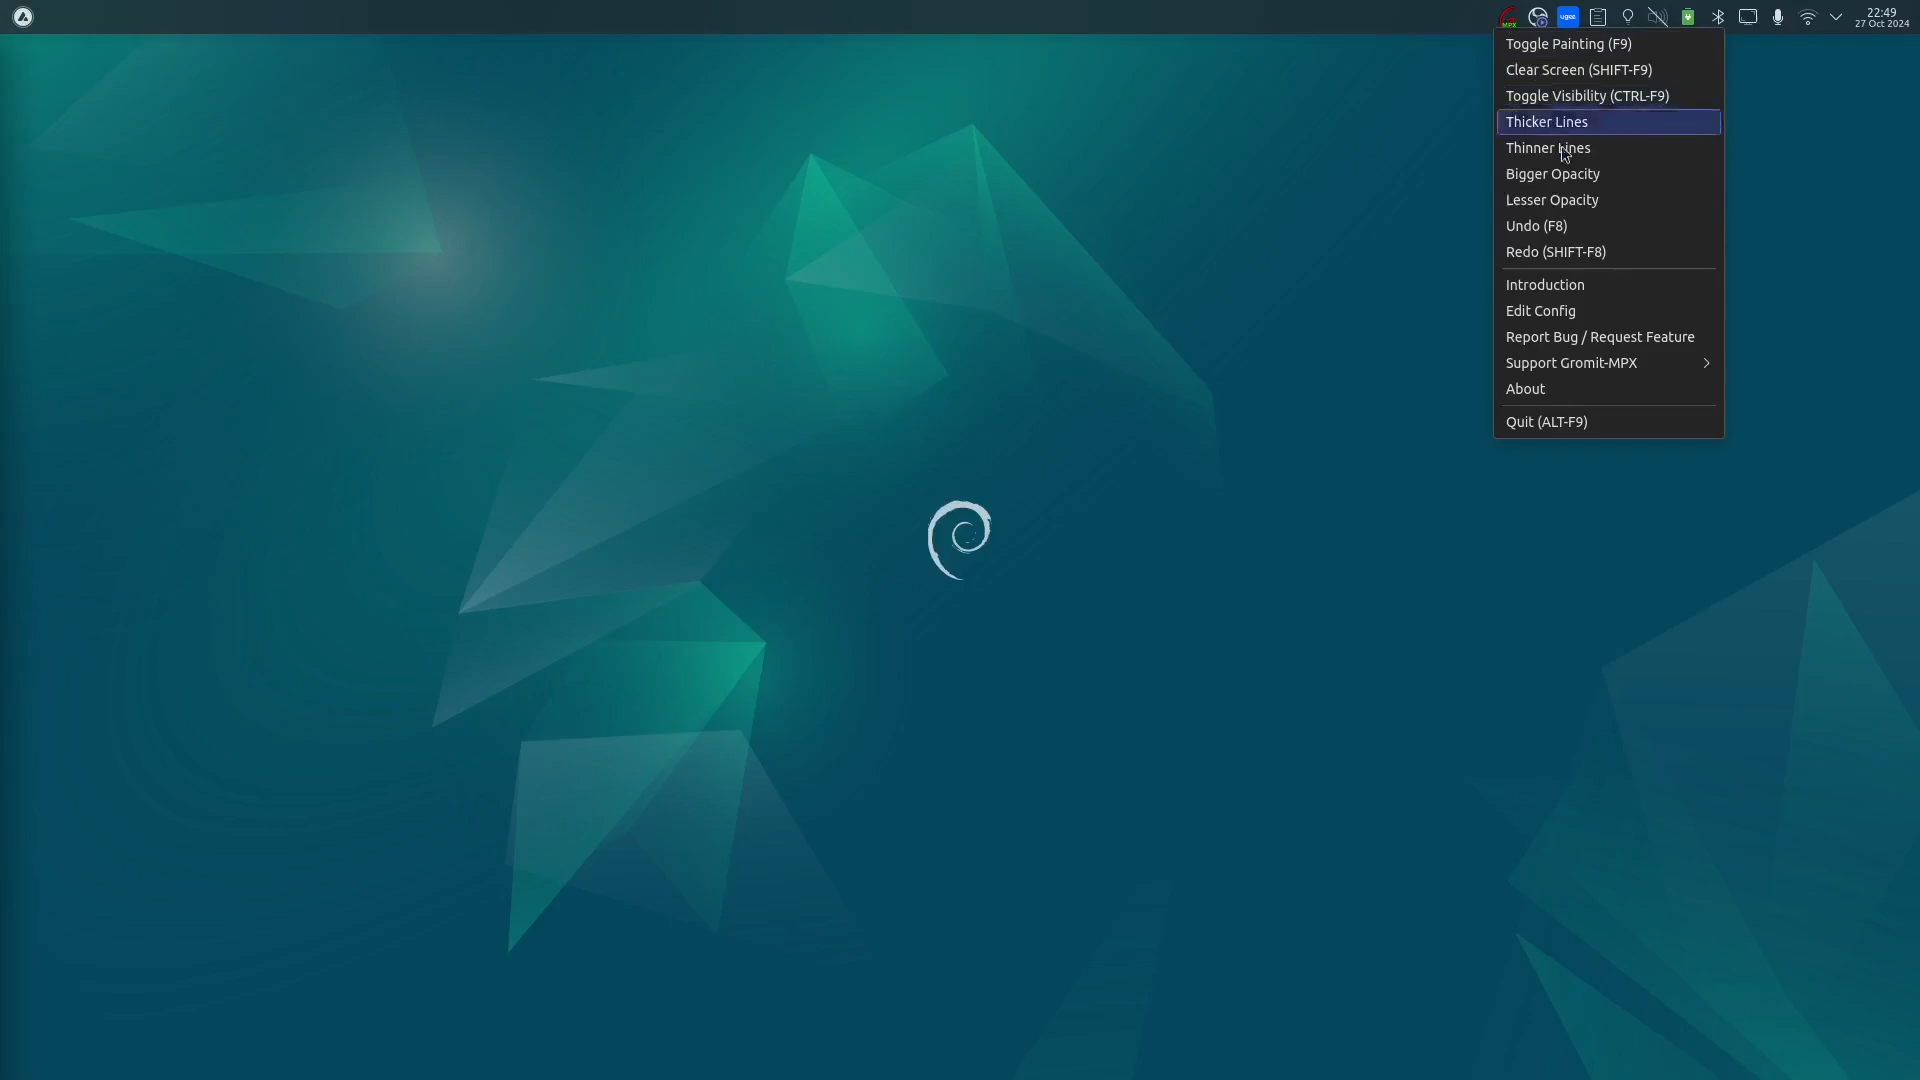 MPX
ugee
22:49
27 Oct 2024
Toggle Painting (F9)
Clear Screen (SHIFT-F9)
Toggle Visibility (CTRL-F9)
Thicker Lines
Thinner Lines
Bigger Opacity
Lesser Opacity
Undo (F8)
Redo (SHIFT-F8)
Introduction
Edit Config
Report Bug / Request Feature
Support Gromit-MPX
About
Quit (ALT-F9)